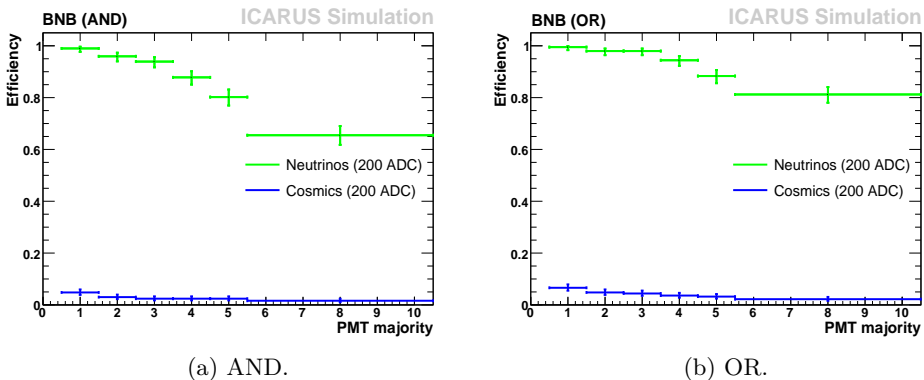 BNB (AND)
ICARUS Simulation
Efficiency
1
0.8
0.6
0.4
0.2
0
Neutrinos (200 ADC)
Cosmics (200 ADC)
0 1 2 3 4 5 6 7 8 9 10
PMT majority
(a) AND.
BNB (OR)
ICARUS Simulation
Efficiency
1
0.8
0.6
0.4
0.2
0
Neutrinos (200 ADC)
Cosmics (200 ADC)
0 1 2 3 4 5 6 7 8 9 10
PMT majority
(b) OR.